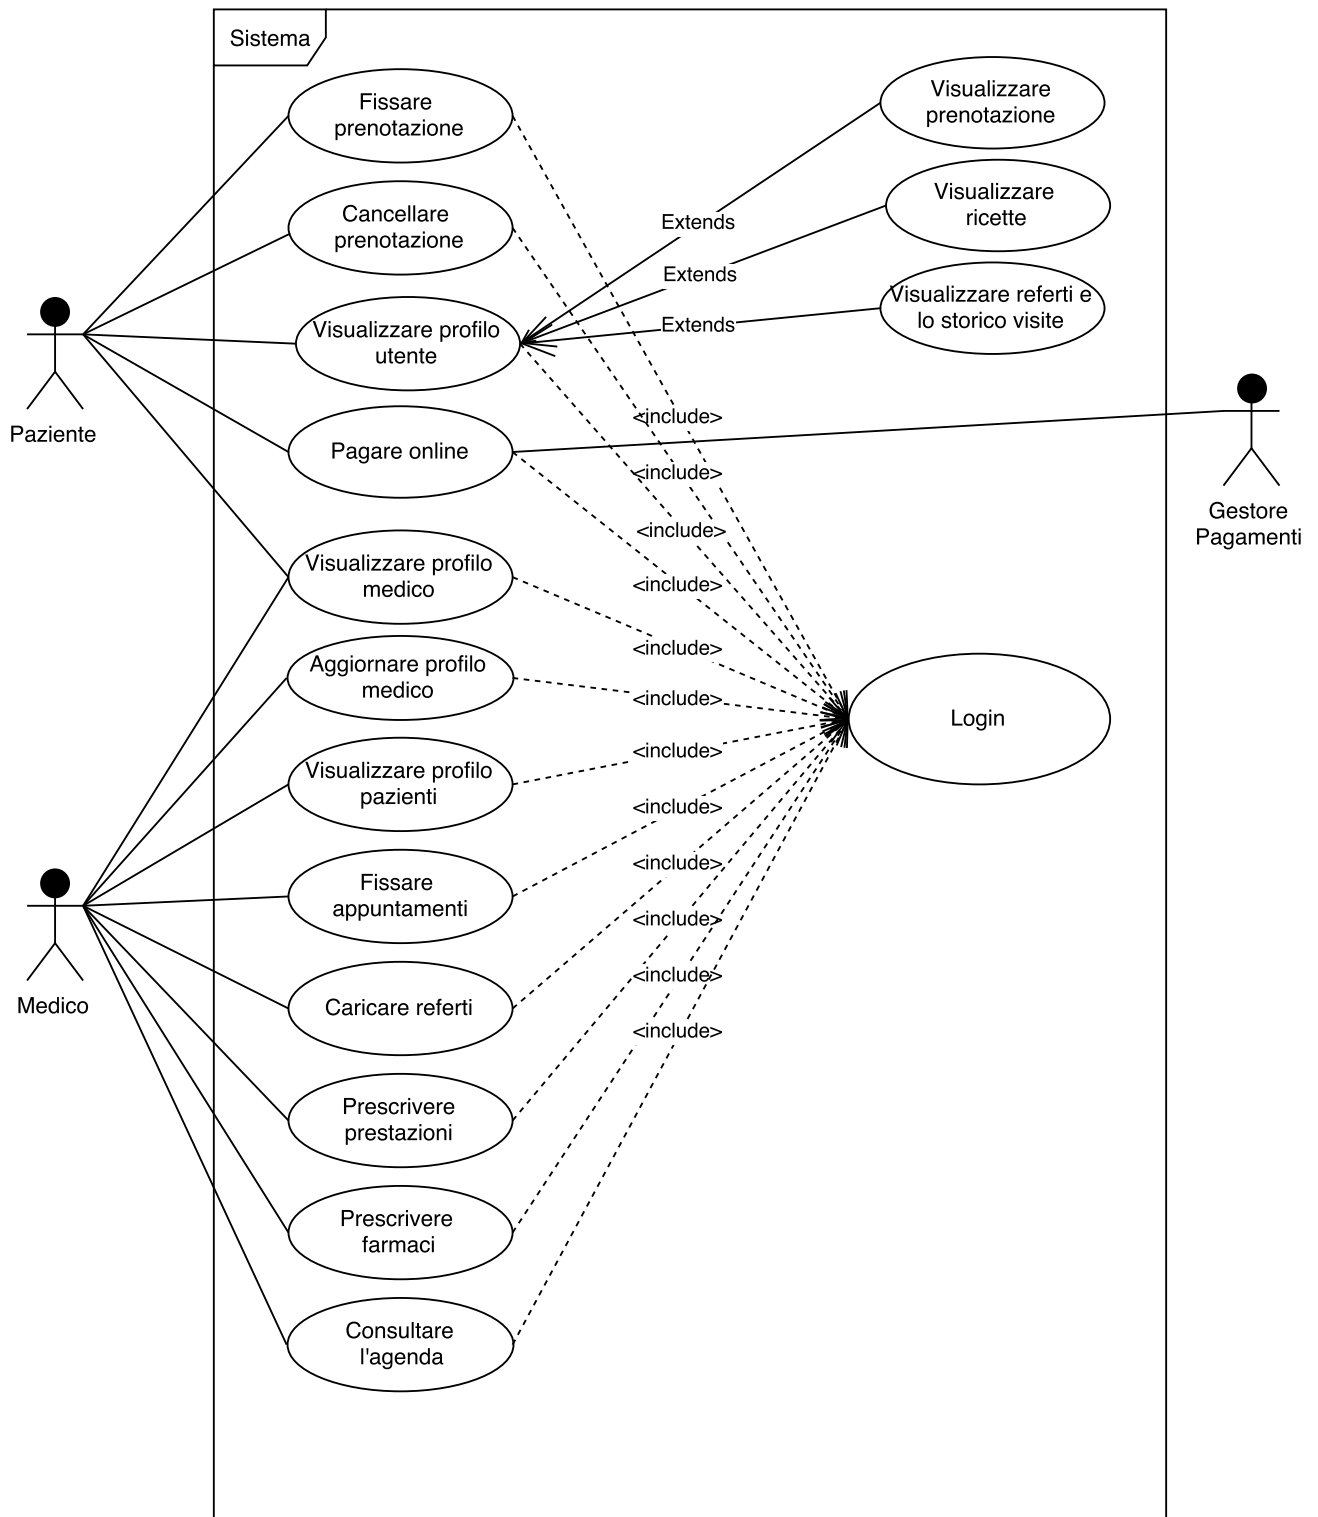 Sistema
Fissare
prenotazione
Visualizzare
prenotazione
Cancellare
prenotazione
Visualizzare
ricette
Extends
Extends
Visualizzare referti e
lo storico visite
Extends
Visualizzare profilo
utente
Paziente
Pagare online
<include>
<include>
<include>
<include>
Gestore
Pagamenti
Visualizzare profilo
medico
<include>
Aggiornare profilo
medico
<include>
Login
Visualizzare profilo
pazienti
<include>
<include>
Fissare
appuntamenti
<include>
<include>
Medico
Caricare referti
<include>
<include>
Prescrivere
prestazioni
Prescrivere
farmaci
Consultare
l'agenda